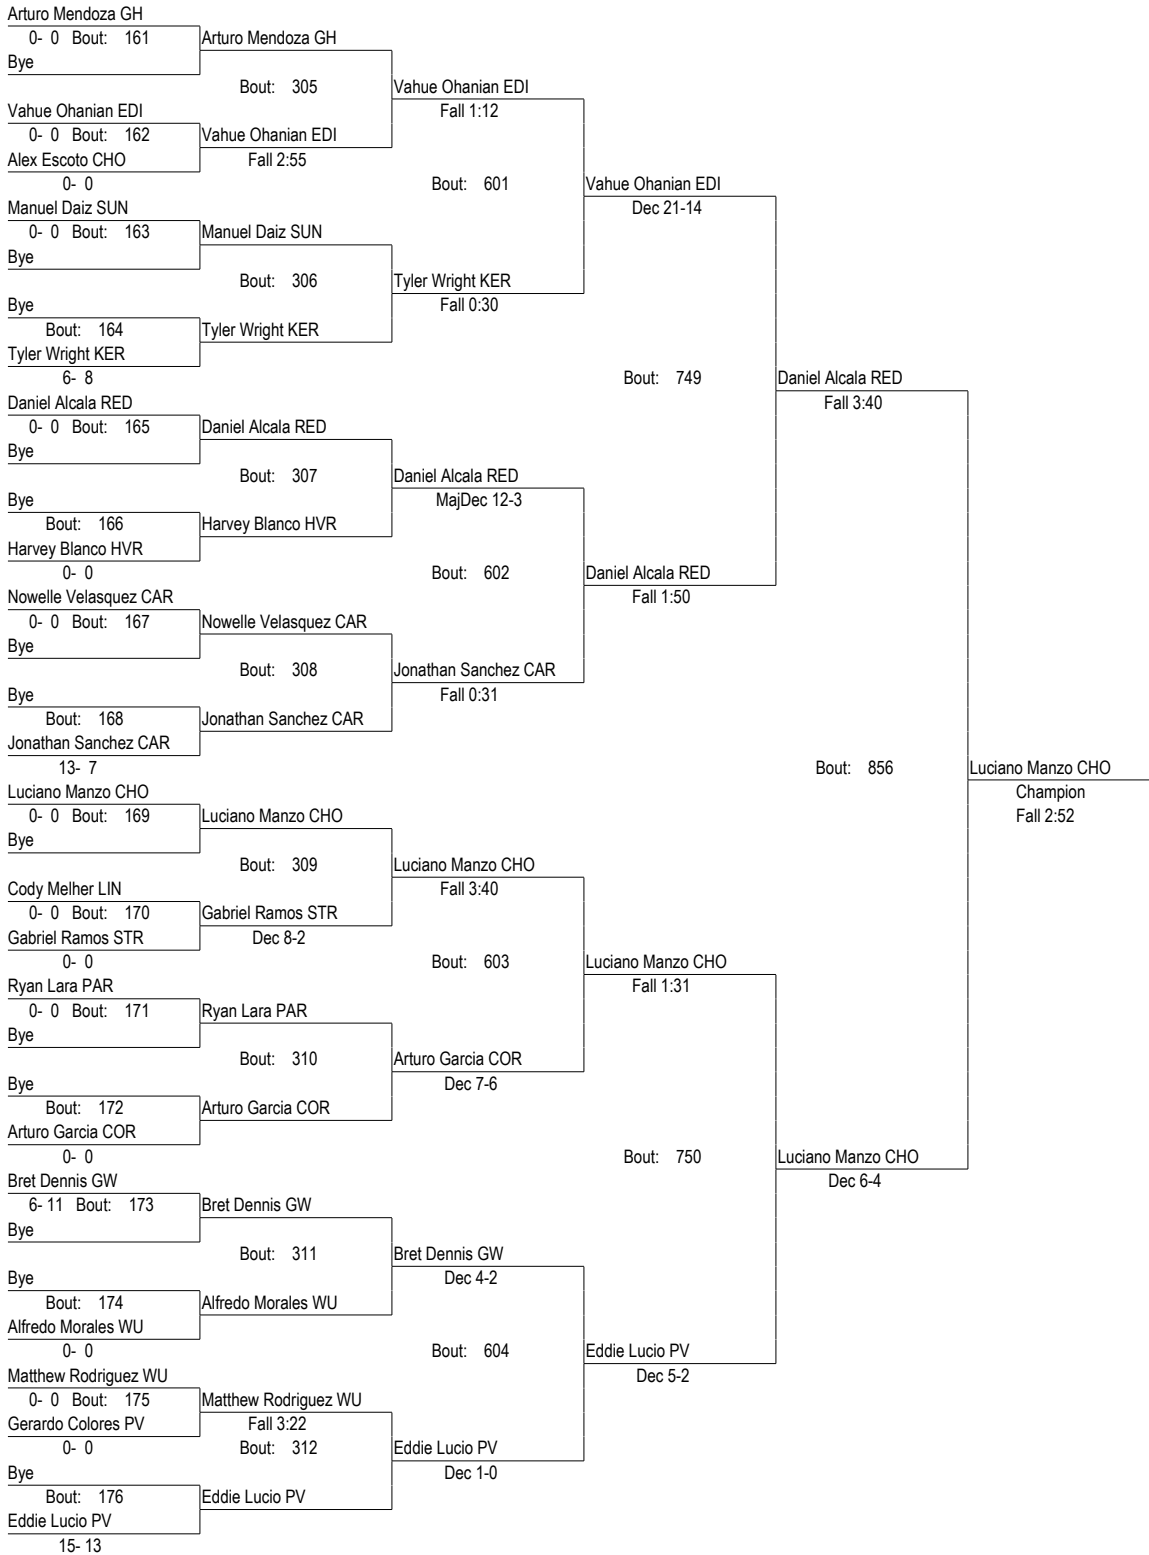 Arturo Mendoza GH
0- 0 Bout: 161 Arturo Mendoza GH
Bye
Bout: 305 Vahue Ohanian EDI
Vahue Ohanian EDI Fall 1:12
0- 0 Bout: 162 Vahue Ohanian EDI
Alex Escoto CHO Fall 2:55
0- 0 Bout: 601 Vahue Ohanian EDI
Manuel Daiz SUN Dec 21-14
0- 0 Bout: 163 Manuel Daiz SUN
Bye
Bout: 306 Tyler Wright KER
Bye Fall 0:30
Bout: 164 Tyler Wright KER
Tyler Wright KER
6- 8 Bout: 749 Daniel Alcala RED
Daniel Alcala RED Fall 3:40
0- 0 Bout: 165 Daniel Alcala RED
Bye
Bout: 307 Daniel Alcala RED
Bye MajDec 12-3
Bout: 166 Harvey Blanco HVR
Harvey Blanco HVR
0- 0 Bout: 602 Daniel Alcala RED
Nowelle Velasquez CAR Fall 1:50
0- 0 Bout: 167 Nowelle Velasquez CAR
Bye
Bout: 308 Jonathan Sanchez CAR
Bye Fall 0:31
Bout: 168 Jonathan Sanchez CAR
Jonathan Sanchez CAR
13- 7 Bout: 856 Luciano Manzo CHO
Luciano Manzo CHO Champion
0- 0 Bout: 169 Luciano Manzo CHO Fall 2:52
Bye
Bout: 309 Luciano Manzo CHO
Cody Melher LIN Fall 3:40
0- 0 Bout: 170 Gabriel Ramos STR
Gabriel Ramos STR Dec 8-2
0- 0 Bout: 603 Luciano Manzo CHO
Ryan Lara PAR Fall 1:31
0- 0 Bout: 171 Ryan Lara PAR
Bye
Bout: 310 Arturo Garcia COR
Bye Dec 7-6
Bout: 172 Arturo Garcia COR
Arturo Garcia COR
0- 0 Bout: 750 Luciano Manzo CHO
Bret Dennis GW Dec 6-4
6- 11 Bout: 173 Bret Dennis GW
Bye
Bout: 311 Bret Dennis GW
Bye Dec 4-2
Bout: 174 Alfredo Morales WU
Alfredo Morales WU
0- 0 Bout: 604 Eddie Lucio PV
Matthew Rodriguez WU Dec 5-2
0- 0 Bout: 175 Matthew Rodriguez WU
Gerardo Colores PV Fall 3:22
0- 0 Bout: 312 Eddie Lucio PV
Bye Dec 1-0
Bout: 176 Eddie Lucio PV
Eddie Lucio PV
15- 13